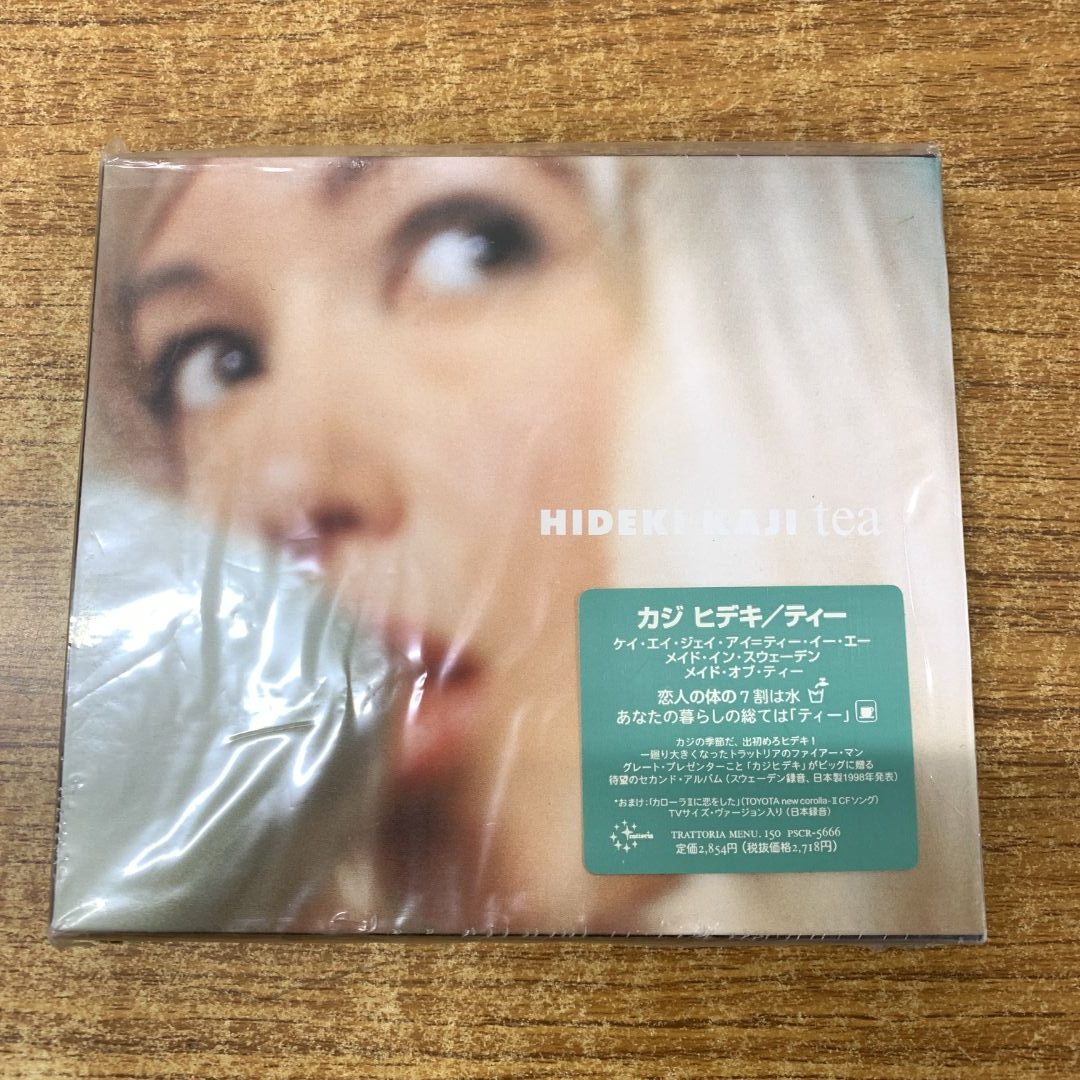 HIDEKI KAJI tea
カジ ヒデキ／ティー
ケイ・エイ・ジェイ・アイ=ティー・イー・エー
メイド・イン・スウェーデン
メイド・オブ・ティー
恋人の体の7割は水
あなたの暮らしの総ては「ティー」
カジの季節だ、出初めろヒデキ！
一廻り大きくなったトラットリアのファイアー・マン
グレート・プレゼンターこと「カジヒデキ」がビッグに贈る
待望のセカンド・アルバム（スウェーデン録音、日本製1998年発表）
*おまけ：「カローラⅡに恋をした」（TOYOTA new corolla-ⅡCFソング）
TVサイズ・ヴァージョン入り（日本録音）
Trattoria
TRATTORIA MENU. 150 PSCR-5666
定価2,854円（税抜価格2,718円）